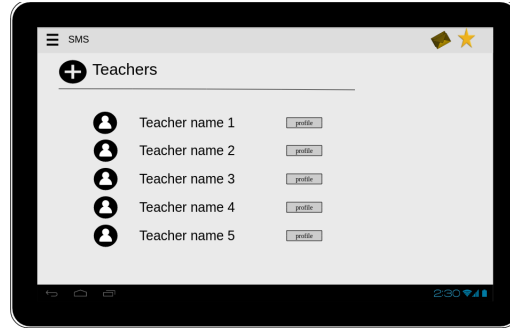 SMS
Teachers
Teacher name 1 profile
Teacher name 2 profile
Teacher name 3 profile
Teacher name 4 profile
Teacher name 5 profile
2:30